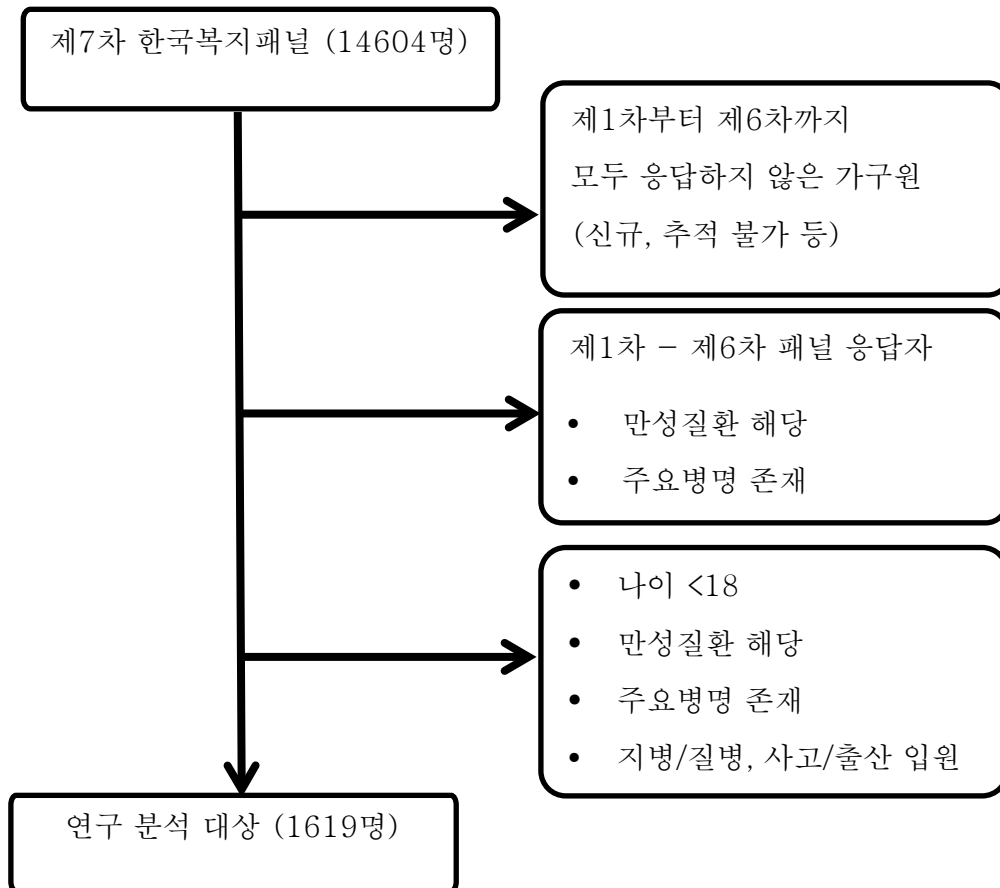 제7차 한국복지패널 (14604명)
제1차부터 제6차까지
모두 응답하지 않은 가구원
(신규, 추적 불가 등)
제1차 – 제6차 패널 응답자
• 만성질환 해당
• 주요병명 존재
• 나이 <18
• 만성질환 해당
• 주요병명 존재
• 지병/질병, 사고/출산 입원
연구 분석 대상 (1619명)